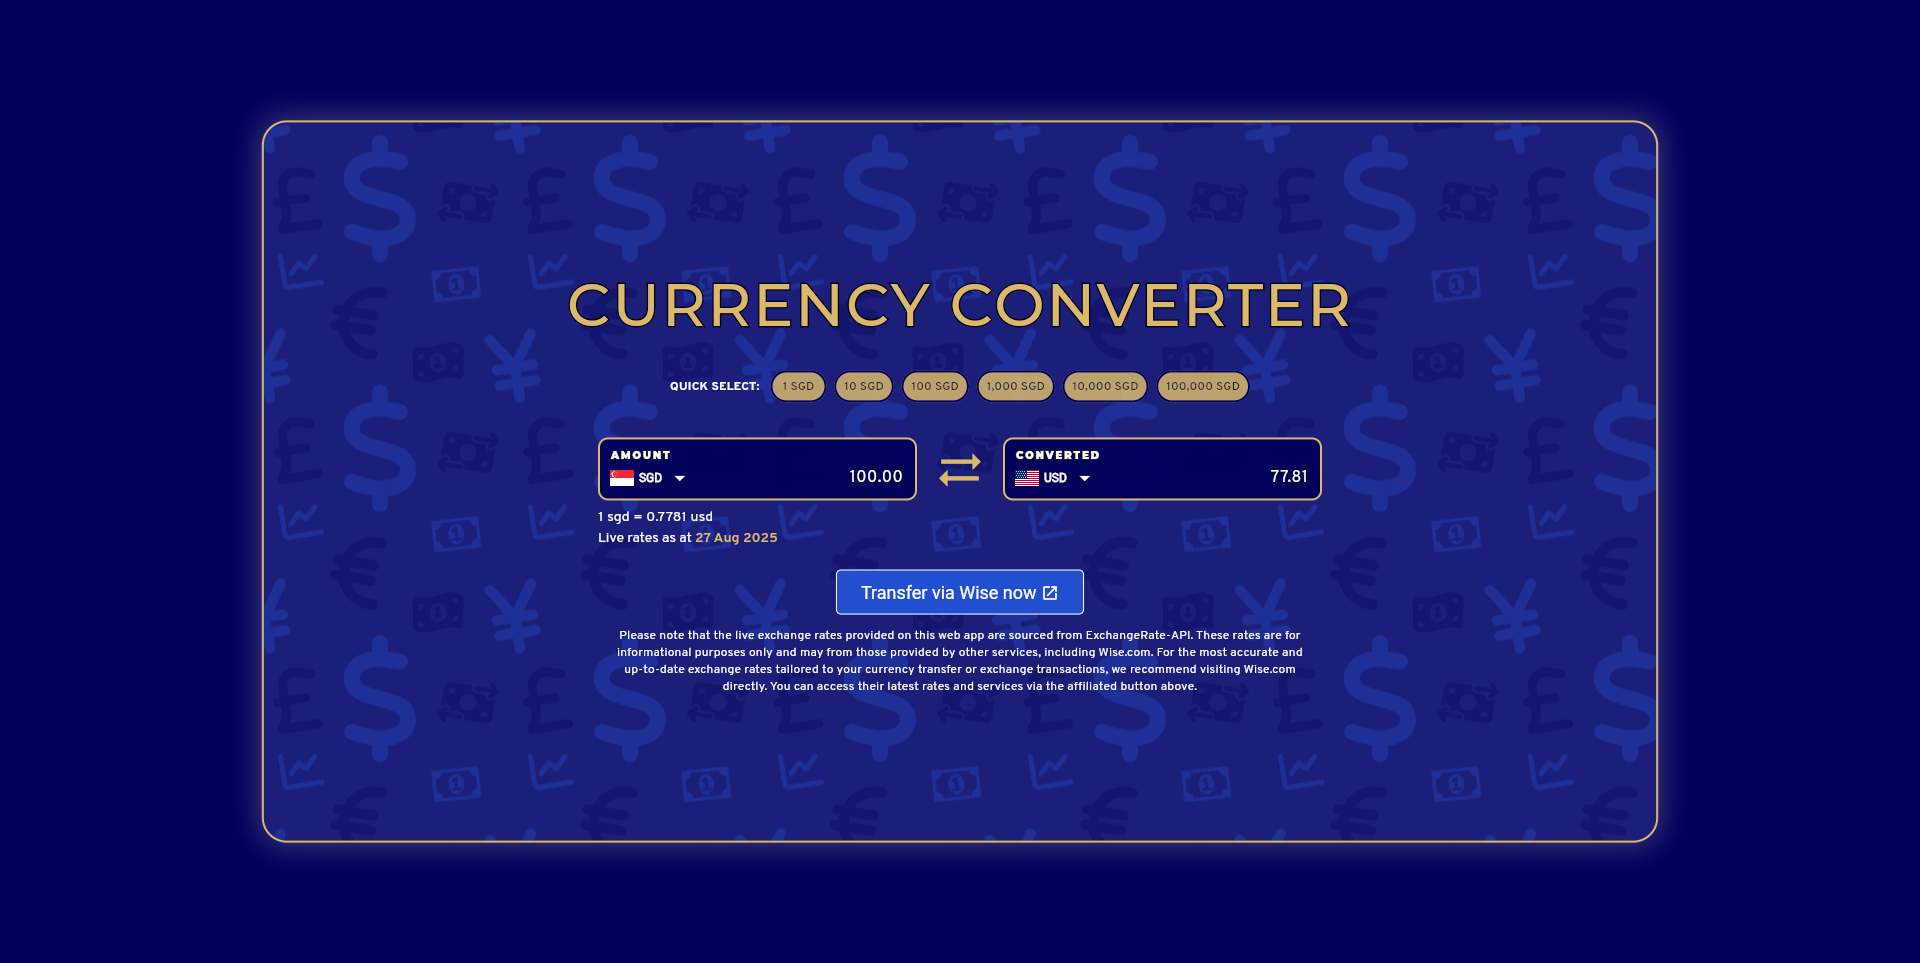 CURRENCY CONVERTER
QUICK SELECT: 1 SGD 10 SGD 100 SGD 1,000 SGD 10,000 SGD 100,000 SGD
AMOUNT
SGD 100.00
CONVERTED
USD 77.81
1 sgd = 0.7781 usd
Live rates as at 27 Aug 2025
Transfer via Wise now
Please note that the live exchange rates provided on this web app are sourced from ExchangeRate-API. These rates are for
informational purposes only and may from those provided by other services, including Wise.com. For the most accurate and
up-to-date exchange rates tailored to your currency transfer or exchange transactions, we recommend visiting Wise.com
directly. You can access their latest rates and services via the affiliated button above.